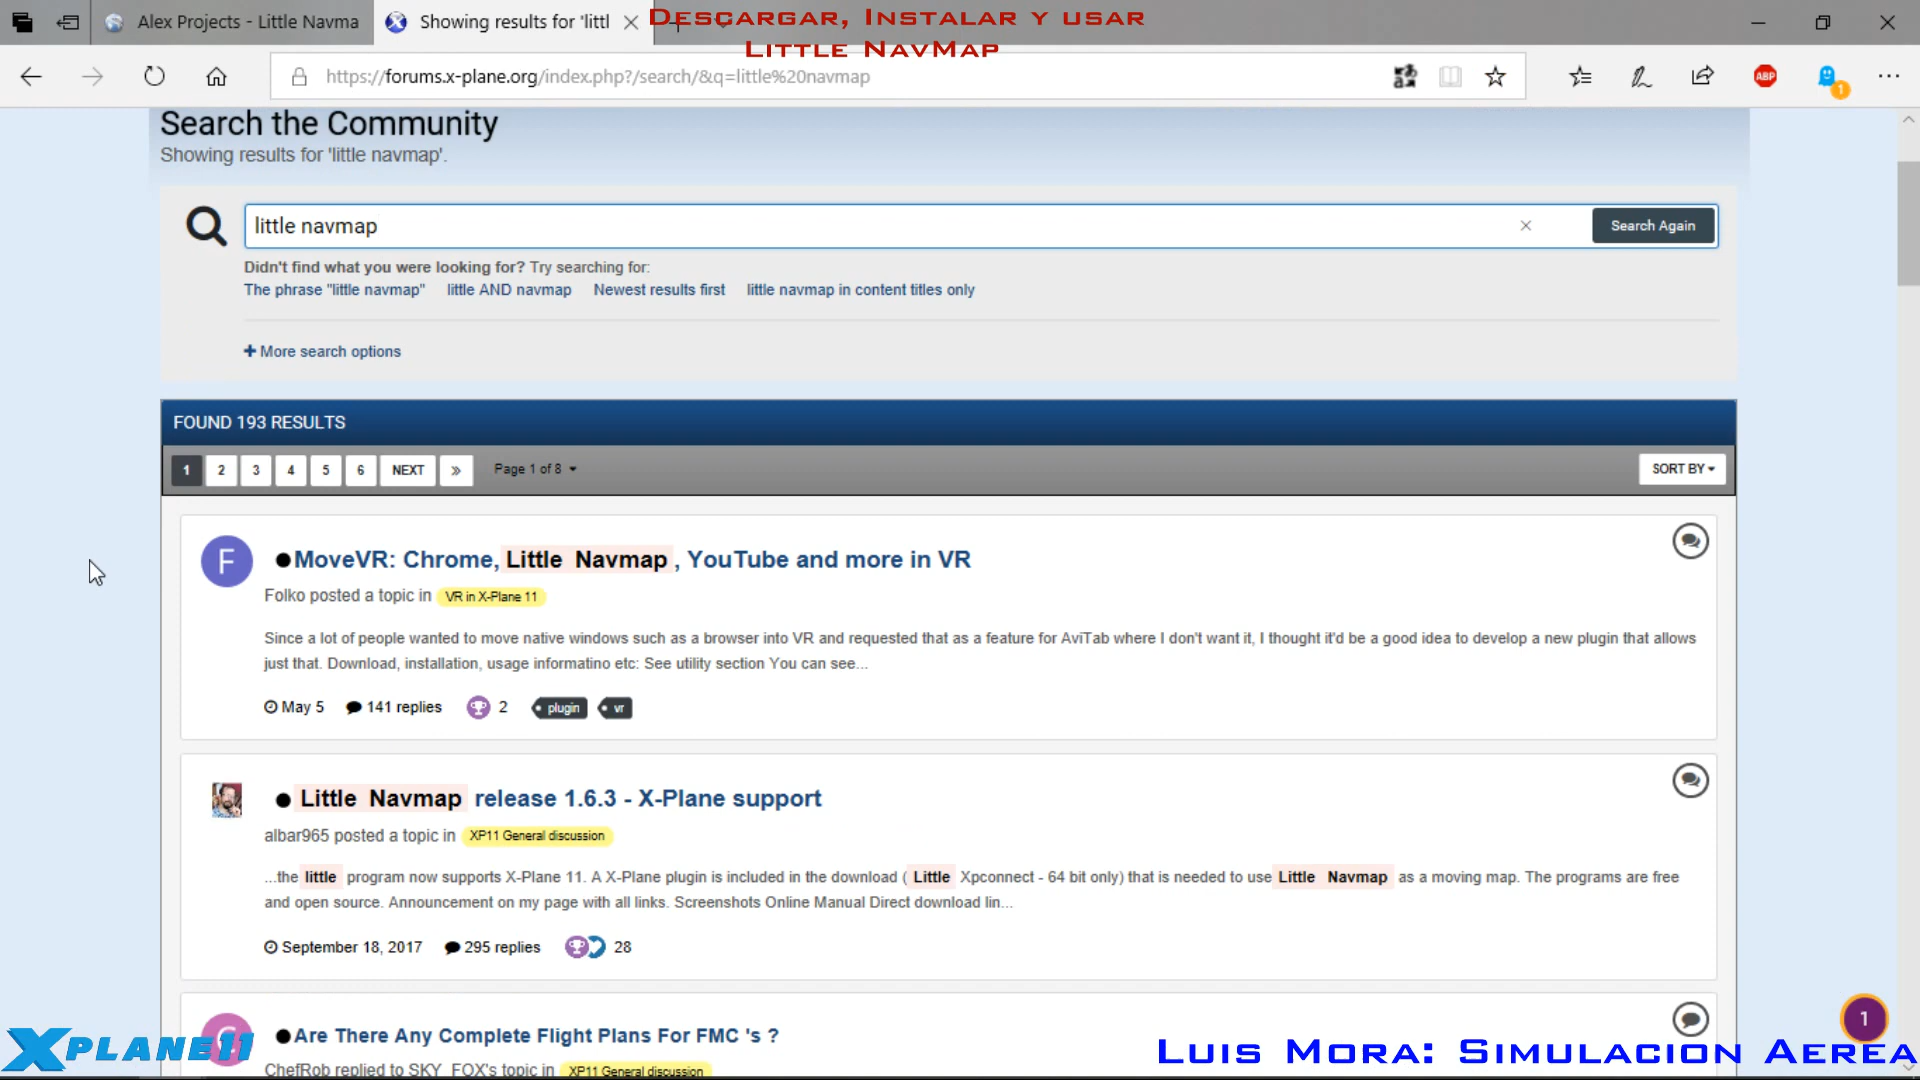 Alex Projects - Little Navma
Showing results for 'littl
Descargar, Instalar y usar
Little NavMap
https://forums.x-plane.org/index.php?/search/&q=little%20navmap
ABP
1
Search the Community
Showing results for 'little navmap'.
little navmap
Search Again
Didn't find what you were looking for? Try searching for:
The phrase "little navmap" little AND navmap Newest results first little navmap in content titles only
+ More search options
FOUND 193 RESULTS
1 2 3 4 5 6 NEXT » Page 1 of 8 SORT BY
F
MoveVR: Chrome, Little Navmap , YouTube and more in VR
Folko posted a topic in VR in X-Plane 11
Since a lot of people wanted to move native windows such as a browser into VR and requested that as a feature for AviTab where I don't want it, I thought it'd be a good idea to develop a new plugin that allows
just that. Download, installation, usage informatino etc: See utility section You can see...
May 5 141 replies 2 plugin vr
Little Navmap release 1.6.3 - X-Plane support
albar965 posted a topic in XP11 General discussion
...the little program now supports X-Plane 11. A X-Plane plugin is included in the download ( Little Xpconnect - 64 bit only) that is needed to use Little Navmap as a moving map. The programs are free
and open source. Announcement on my page with all links. Screenshots Online Manual Direct download lin...
September 18, 2017 295 replies 28
C
Are There Any Complete Flight Plans For FMC 's ?
ChefRob replied to SKY_FOX's topic in XP11 General discussion
1
XPLANE11
Luis Mora: Simulacion Aerea